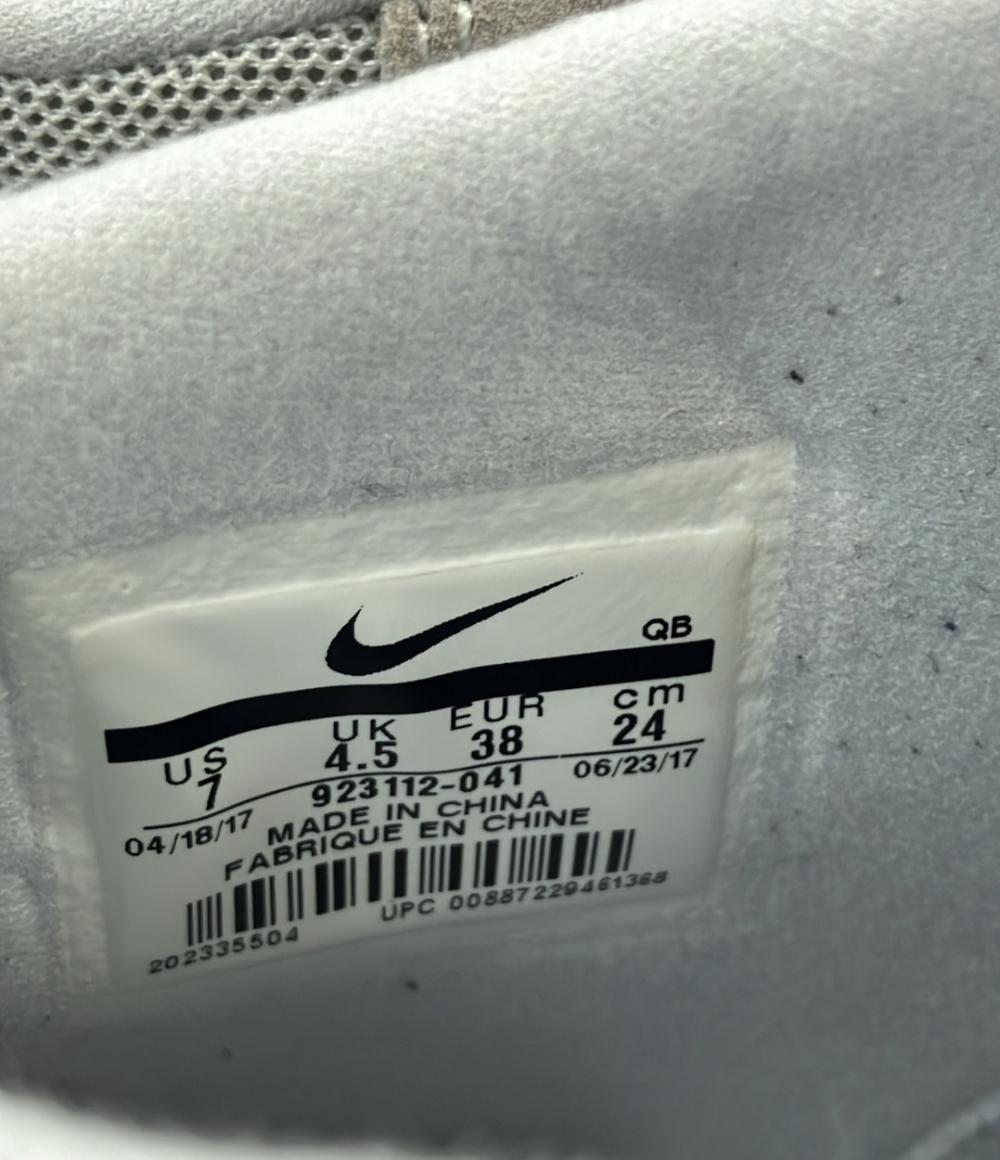 QB
US UK EUR cm
7 4.5 38 24
04/18/17 923112-041 06/23/17
MADE IN CHINA
FABRIQUE EN CHINE
202335504 UPC 00887229461368